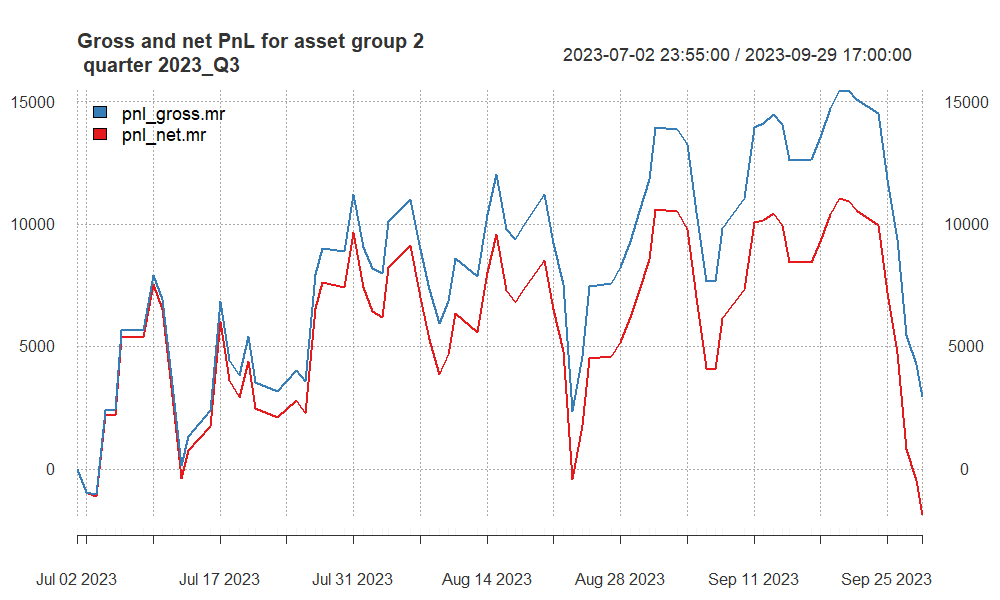 Gross and net PnL for asset group 2
quarter 2023_Q3
2023-07-02 23:55:00 / 2023-09-29 17:00:00
pnl_gross.mr
pnl_net.mr
15000 15000
10000 10000
5000 5000
0 0
Jul 02 2023 Jul 17 2023 Jul 31 2023 Aug 14 2023 Aug 28 2023 Sep 11 2023 Sep 25 2023